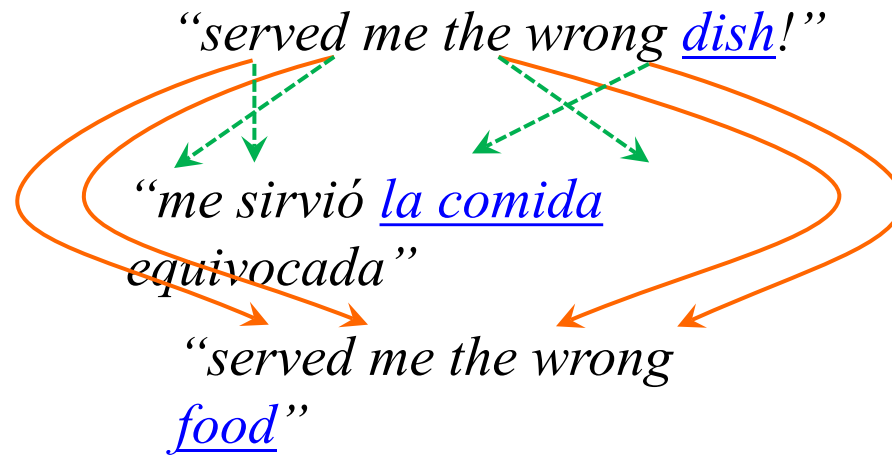 “served me the wrong dish!”
“me sirvió la comida
equivocada”
“served me the wrong
food”